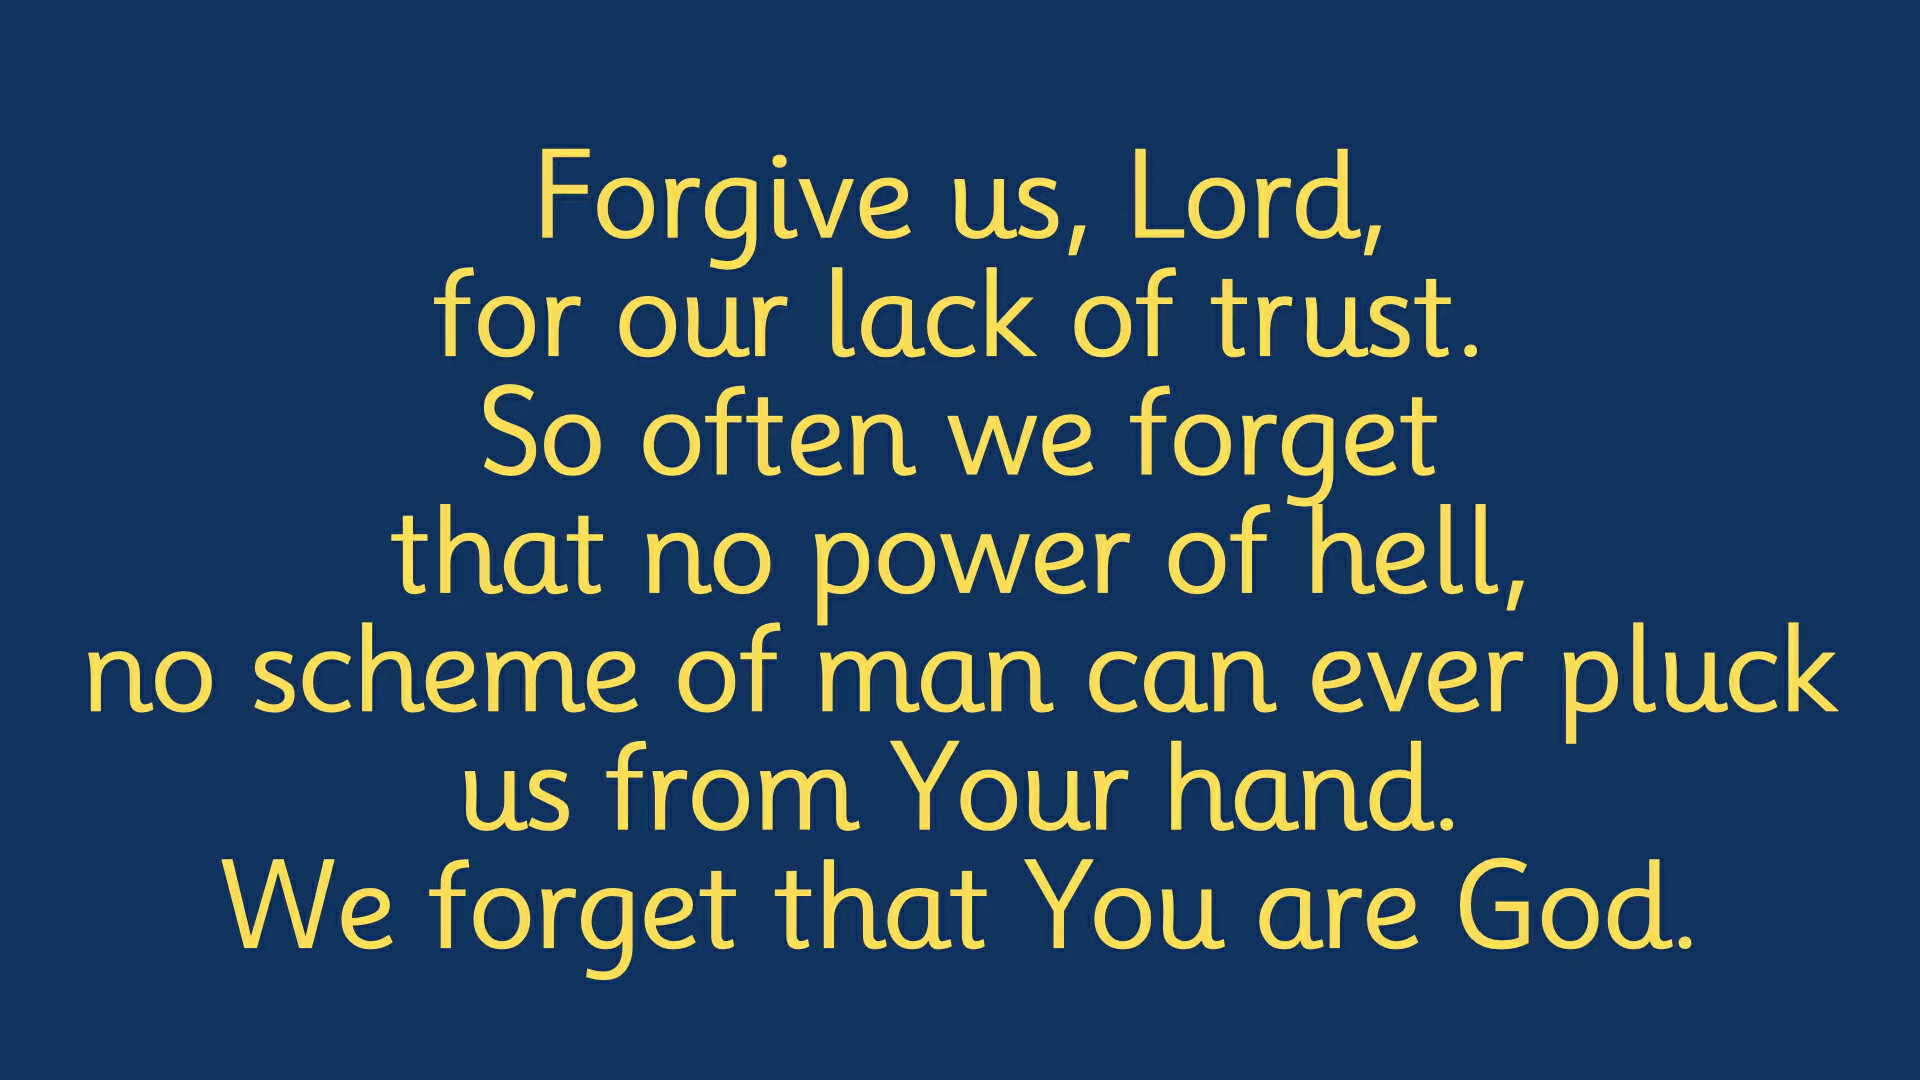 Forgive us, Lord,
for our lack of trust.
So often we forget
that no power of hell,
no scheme of man can ever pluck
us from Your hand.
We forget that You are God.